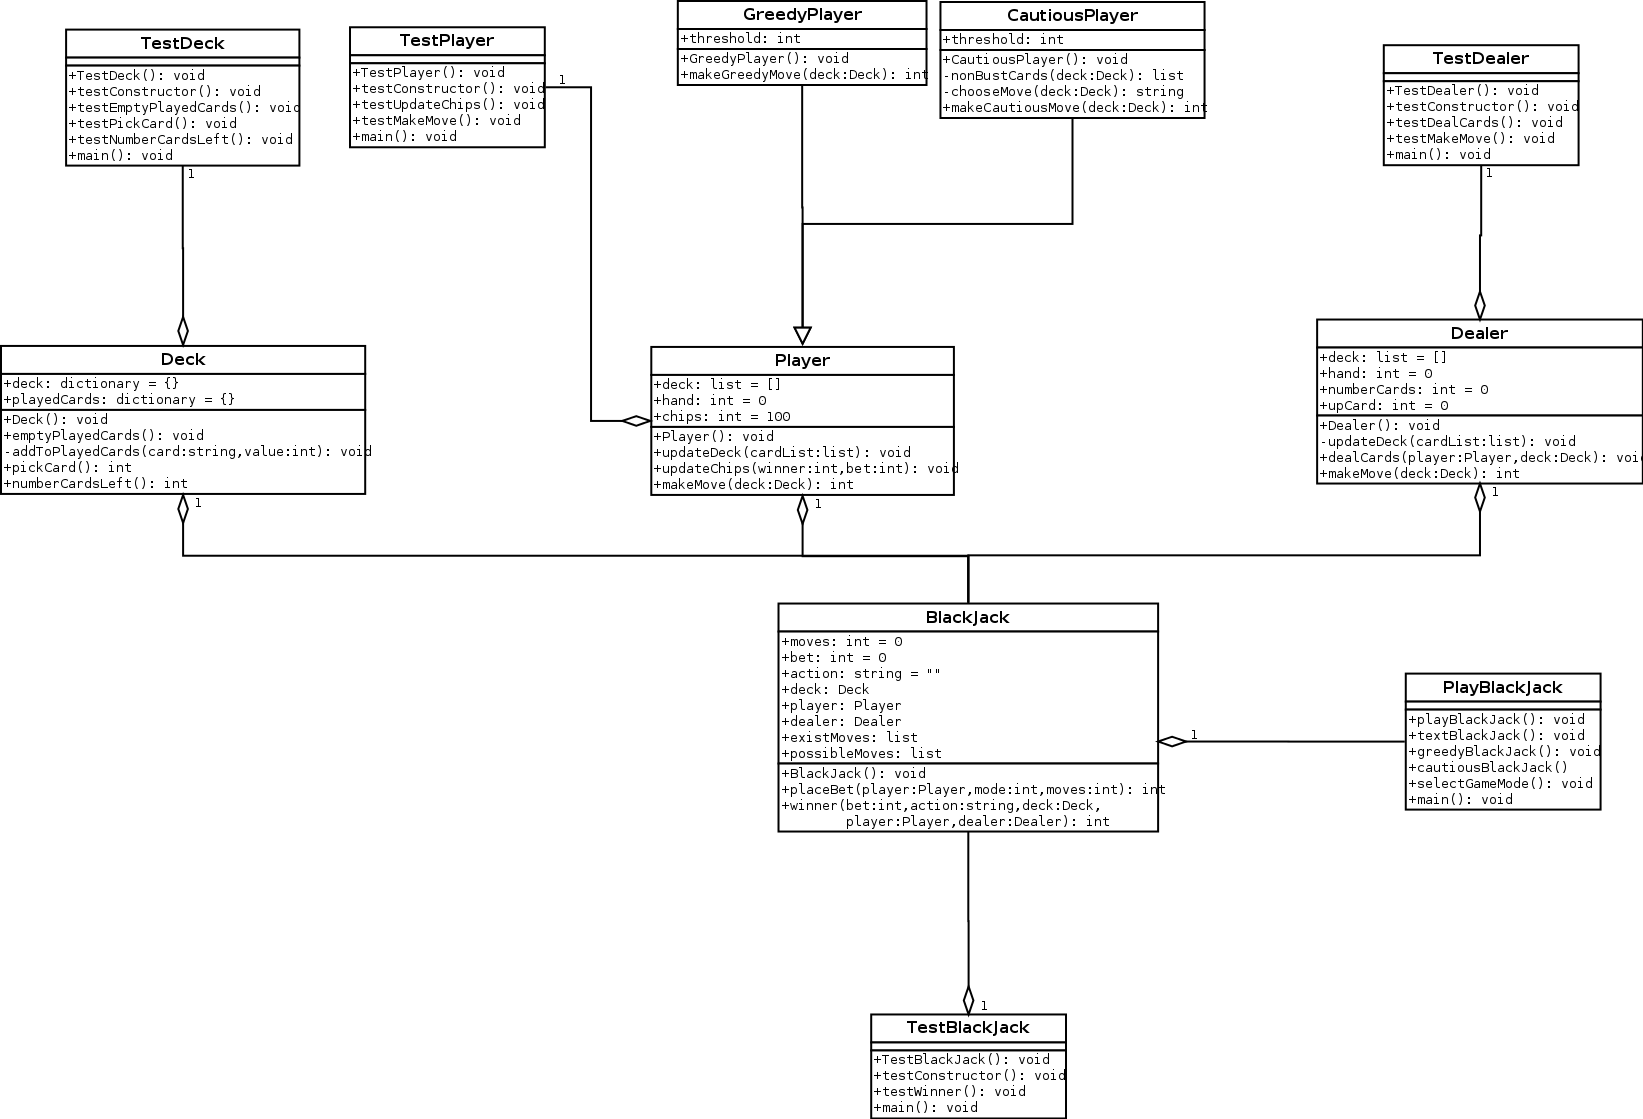 TestDeck
+TestDeck(): void
+testConstructor(): void
+testEmptyPlayedCards(): void
+testPickCard(): void
+testNumberCardsLeft(): void
+main(): void
1
TestPlayer
+TestPlayer(): void
+testConstructor(): void
+testUpdateChips(): void
+testMakeMove(): void
+main(): void
1
GreedyPlayer
+threshold: int
+GreedyPlayer(): void
+makeGreedyMove(deck:Deck): int
CautiousPlayer
+threshold: int
+CautiousPlayer(): void
-nonBustCards(deck:Deck): list
-chooseMove(deck:Deck): string
+makeCautiousMove(deck:Deck): int
TestDealer
+TestDealer(): void
+testConstructor(): void
+testDealCards(): void
+testMakeMove(): void
+main(): void
1
Deck
+deck: dictionary = {}
+playedCards: dictionary = {}
+Deck(): void
+emptyPlayedCards(): void
-addToPlayedCards(card:string,value:int): void
+pickCard(): int
+numberCardsLeft(): int
1
Player
+deck: list = []
+hand: int = 0
+chips: int = 100
+Player(): void
+updateDeck(cardList:list): void
+updateChips(winner:int,bet:int): void
+makeMove(deck:Deck): int
1
Dealer
+deck: list = []
+hand: int = 0
+numberCards: int = 0
+upCard: int = 0
+Dealer(): void
-updateDeck(cardList:list): void
+dealCards(player:Player,deck:Deck): void
+makeMove(deck:Deck): int
1
BlackJack
+moves: int = 0
+bet: int = 0
+action: string = ""
+deck: Deck
+player: Player
+dealer: Dealer
+existMoves: list
+possibleMoves: list
+BlackJack(): void
+placeBet(player:Player,mode:int,moves:int): int
+winner(bet:int,action:string,deck:Deck,
player:Player,dealer:Dealer): int
1
PlayBlackJack
+playBlackJack(): void
+textBlackJack(): void
+greedyBlackJack(): void
+cautiousBlackJack()
+selectGameMode(): void
+main(): void
1
TestBlackJack
+TestBlackJack(): void
+testConstructor(): void
+testWinner(): void
+main(): void